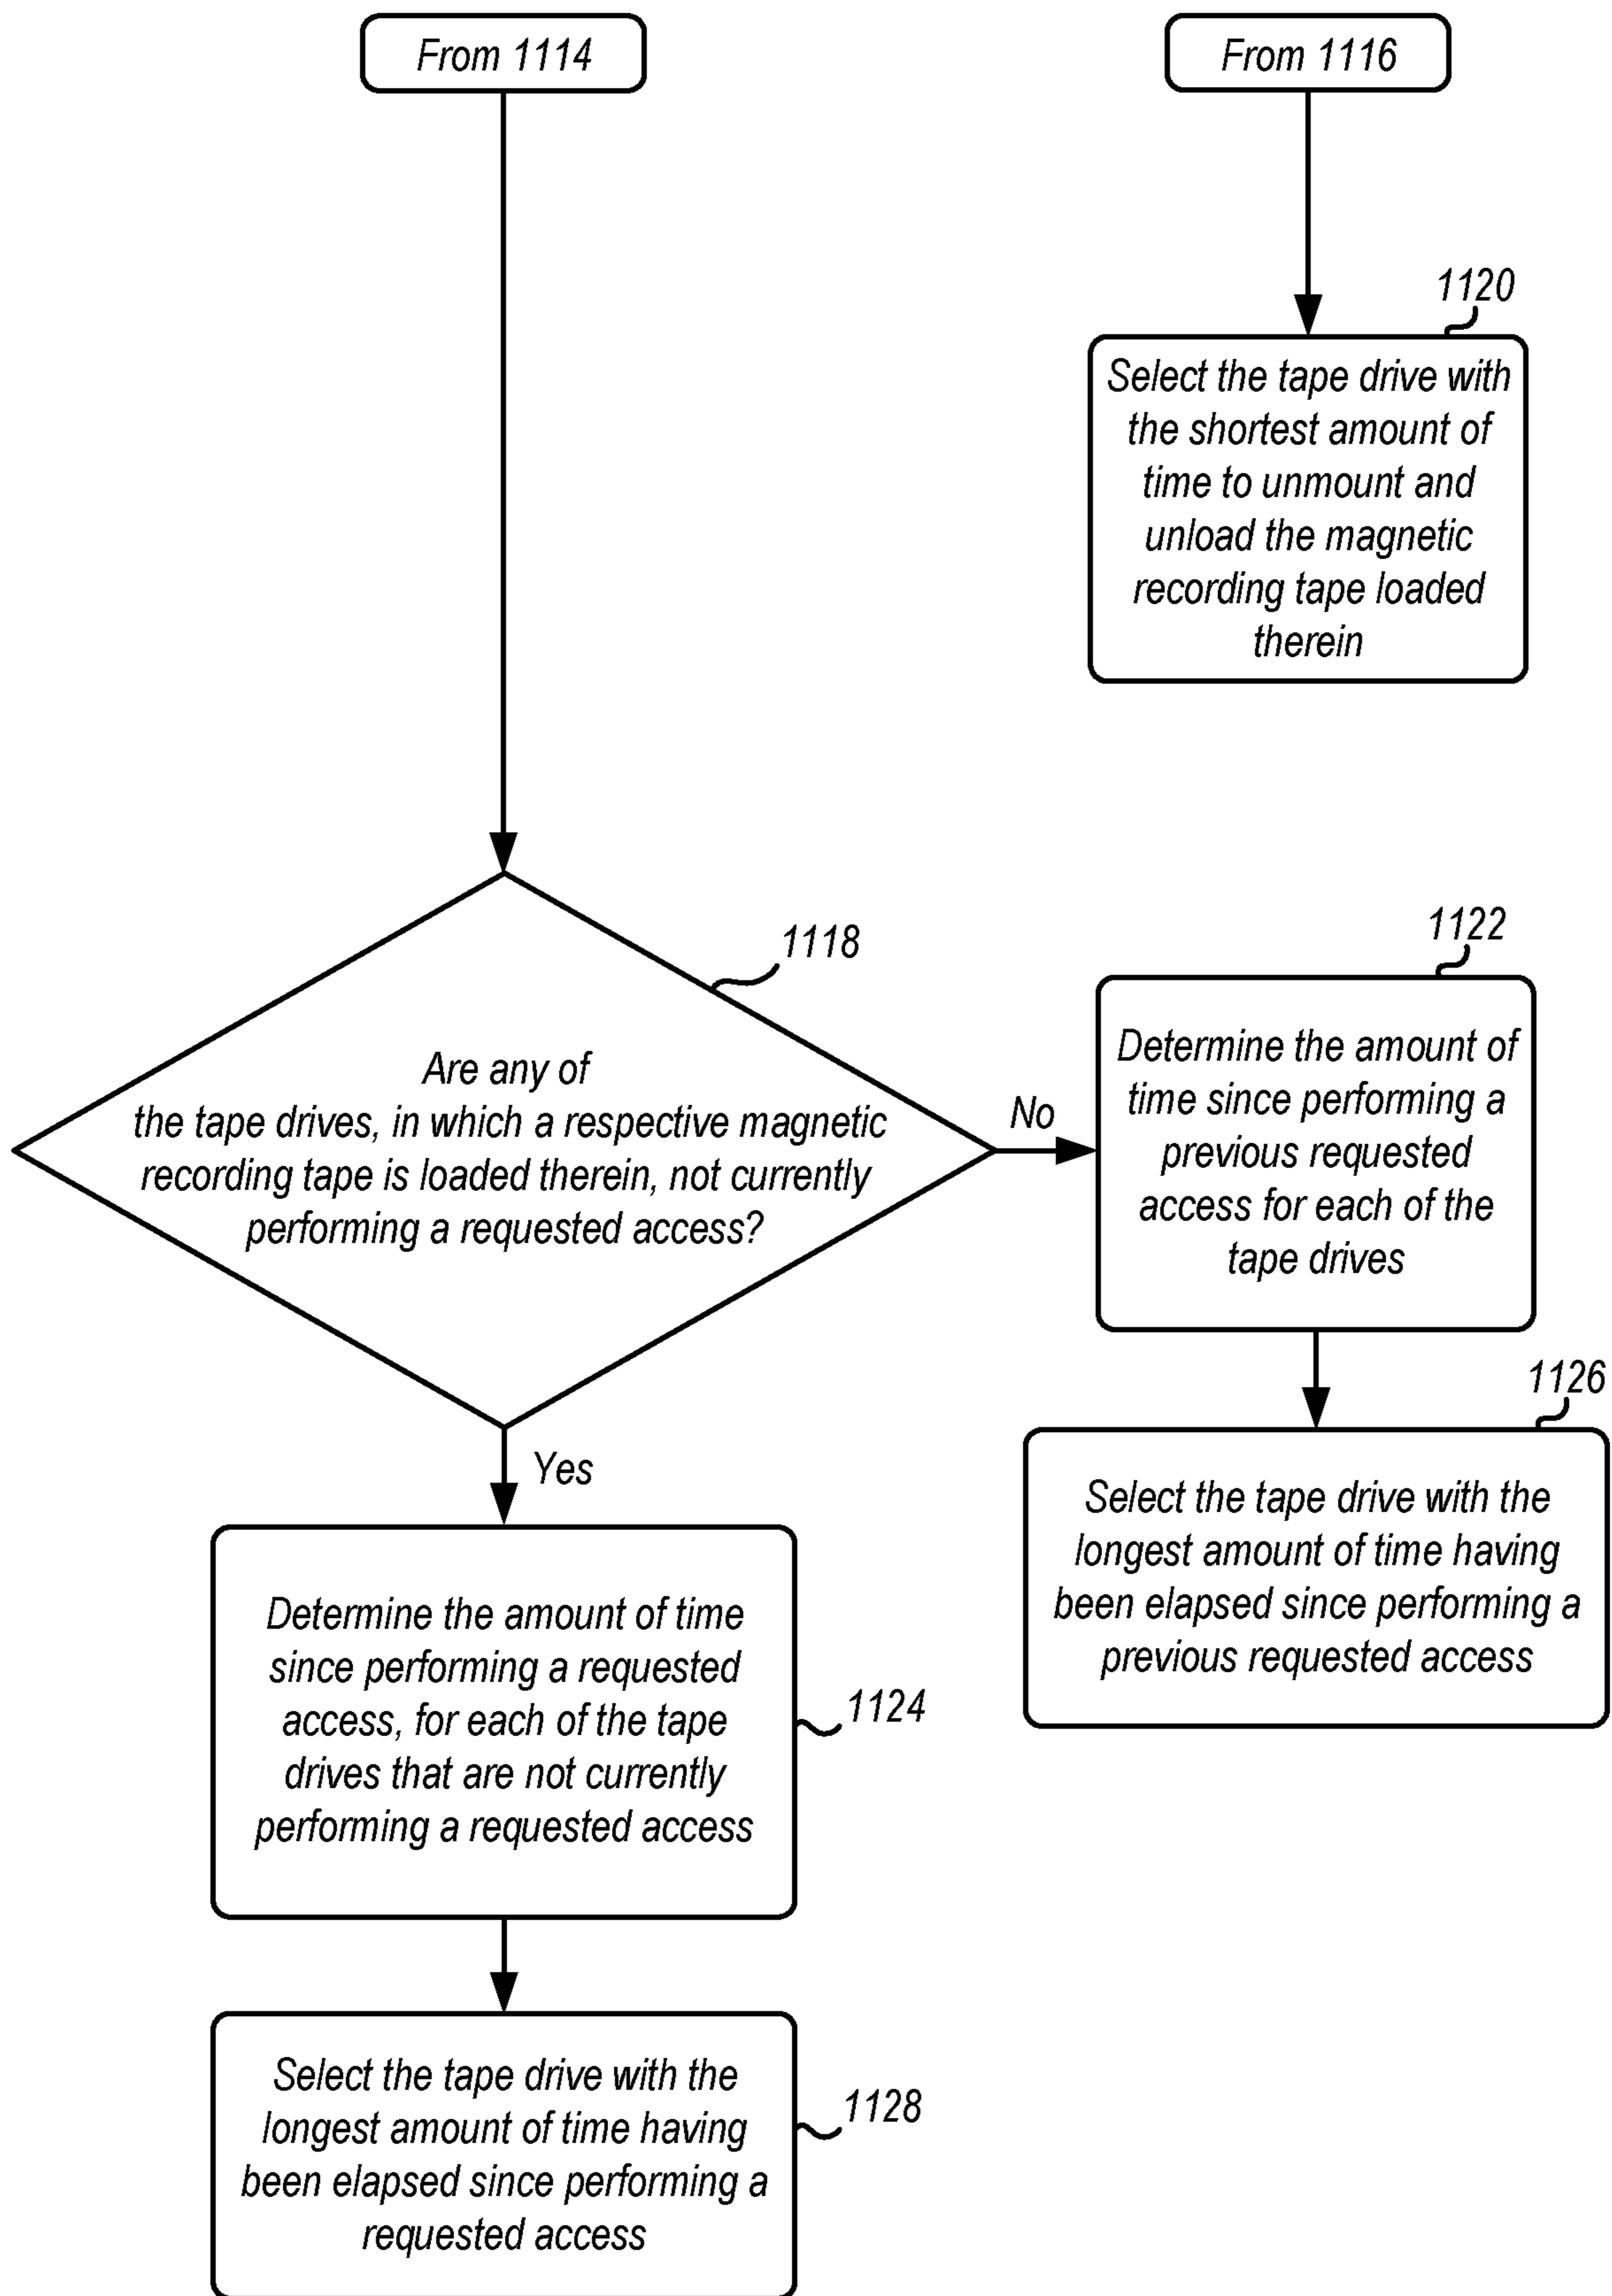 From 1114
From 1116
1120
Select the tape drive with
the shortest amount of
time to unmount and
unload the magnetic
recording tape loaded
therein
1118
Are any of
the tape drives, in which a respective magnetic
recording tape is loaded therein, not currently
performing a requested access?
No
1122
Determine the amount of
time since performing a
previous requested
access for each of the
tape drives
1126
Select the tape drive with the
longest amount of time having
been elapsed since performing a
previous requested access
Yes
Determine the amount of time
since performing a requested
access, for each of the tape
drives that are not currently
performing a requested access
1124
Select the tape drive with the
longest amount of time having
been elapsed since performing a
requested access
1128